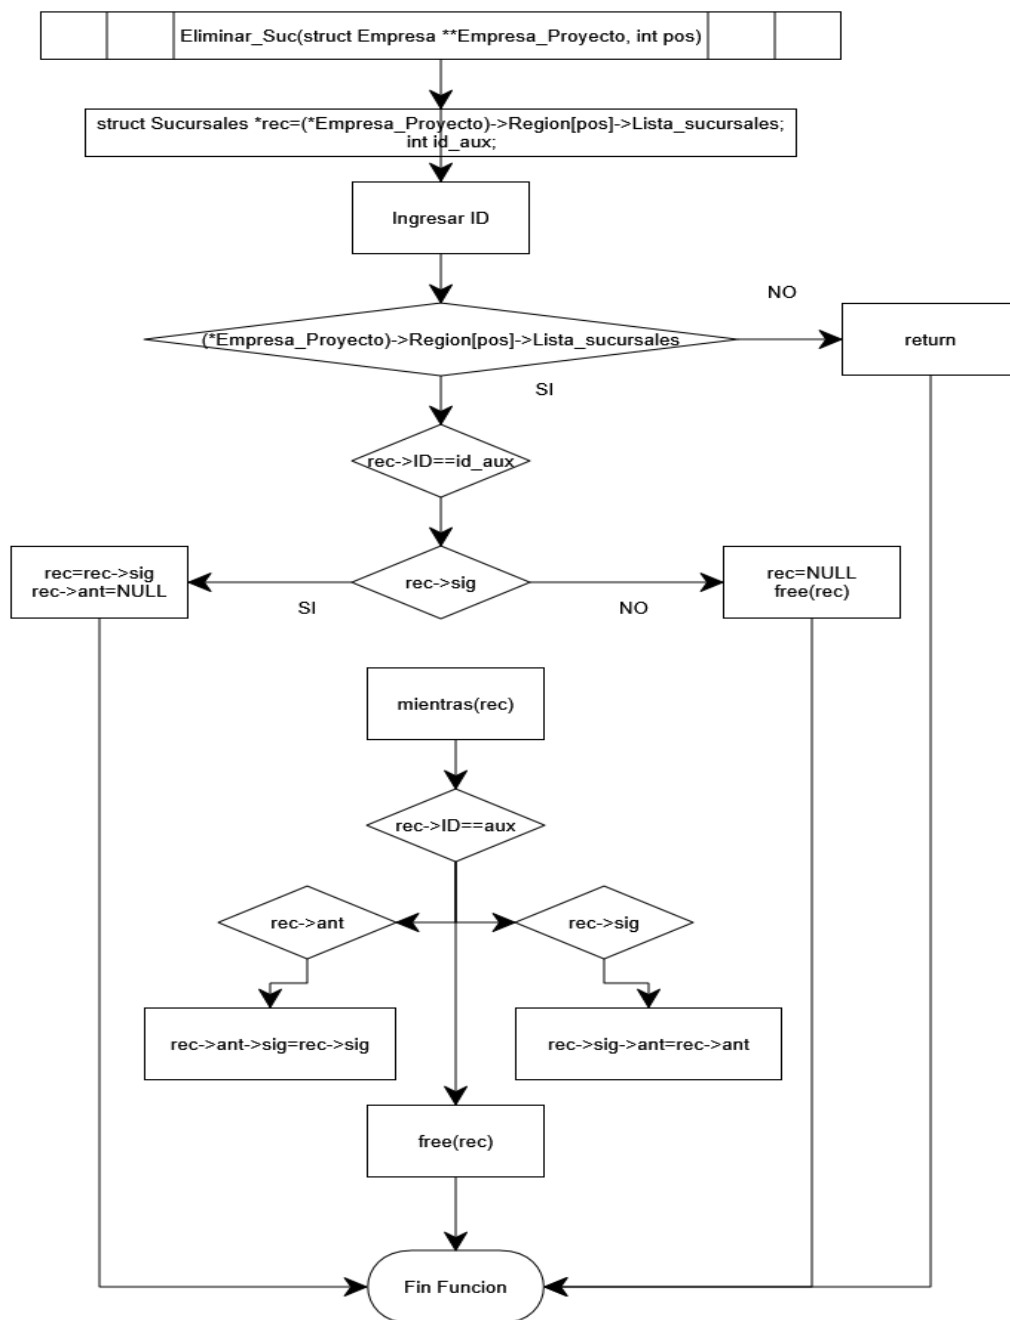 Eliminar_Suc(struct Empresa **Empresa_Proyecto, int pos)
struct Sucursales *rec=(*Empresa_Proyecto)->Region[pos]->Lista_sucursales;
int id_aux;
Ingresar ID
NO
(*Empresa_Proyecto)->Region[pos]->Lista_sucursales
return
SI
rec->ID==id_aux
rec=rec->sig
rec->ant=NULL
rec->sig
rec=NULL
free(rec)
SI
NO
mientras(rec)
rec->ID==aux
rec->ant
rec->sig
rec->ant->sig=rec->sig
rec->sig->ant=rec->ant
free(rec)
Fin Funcion